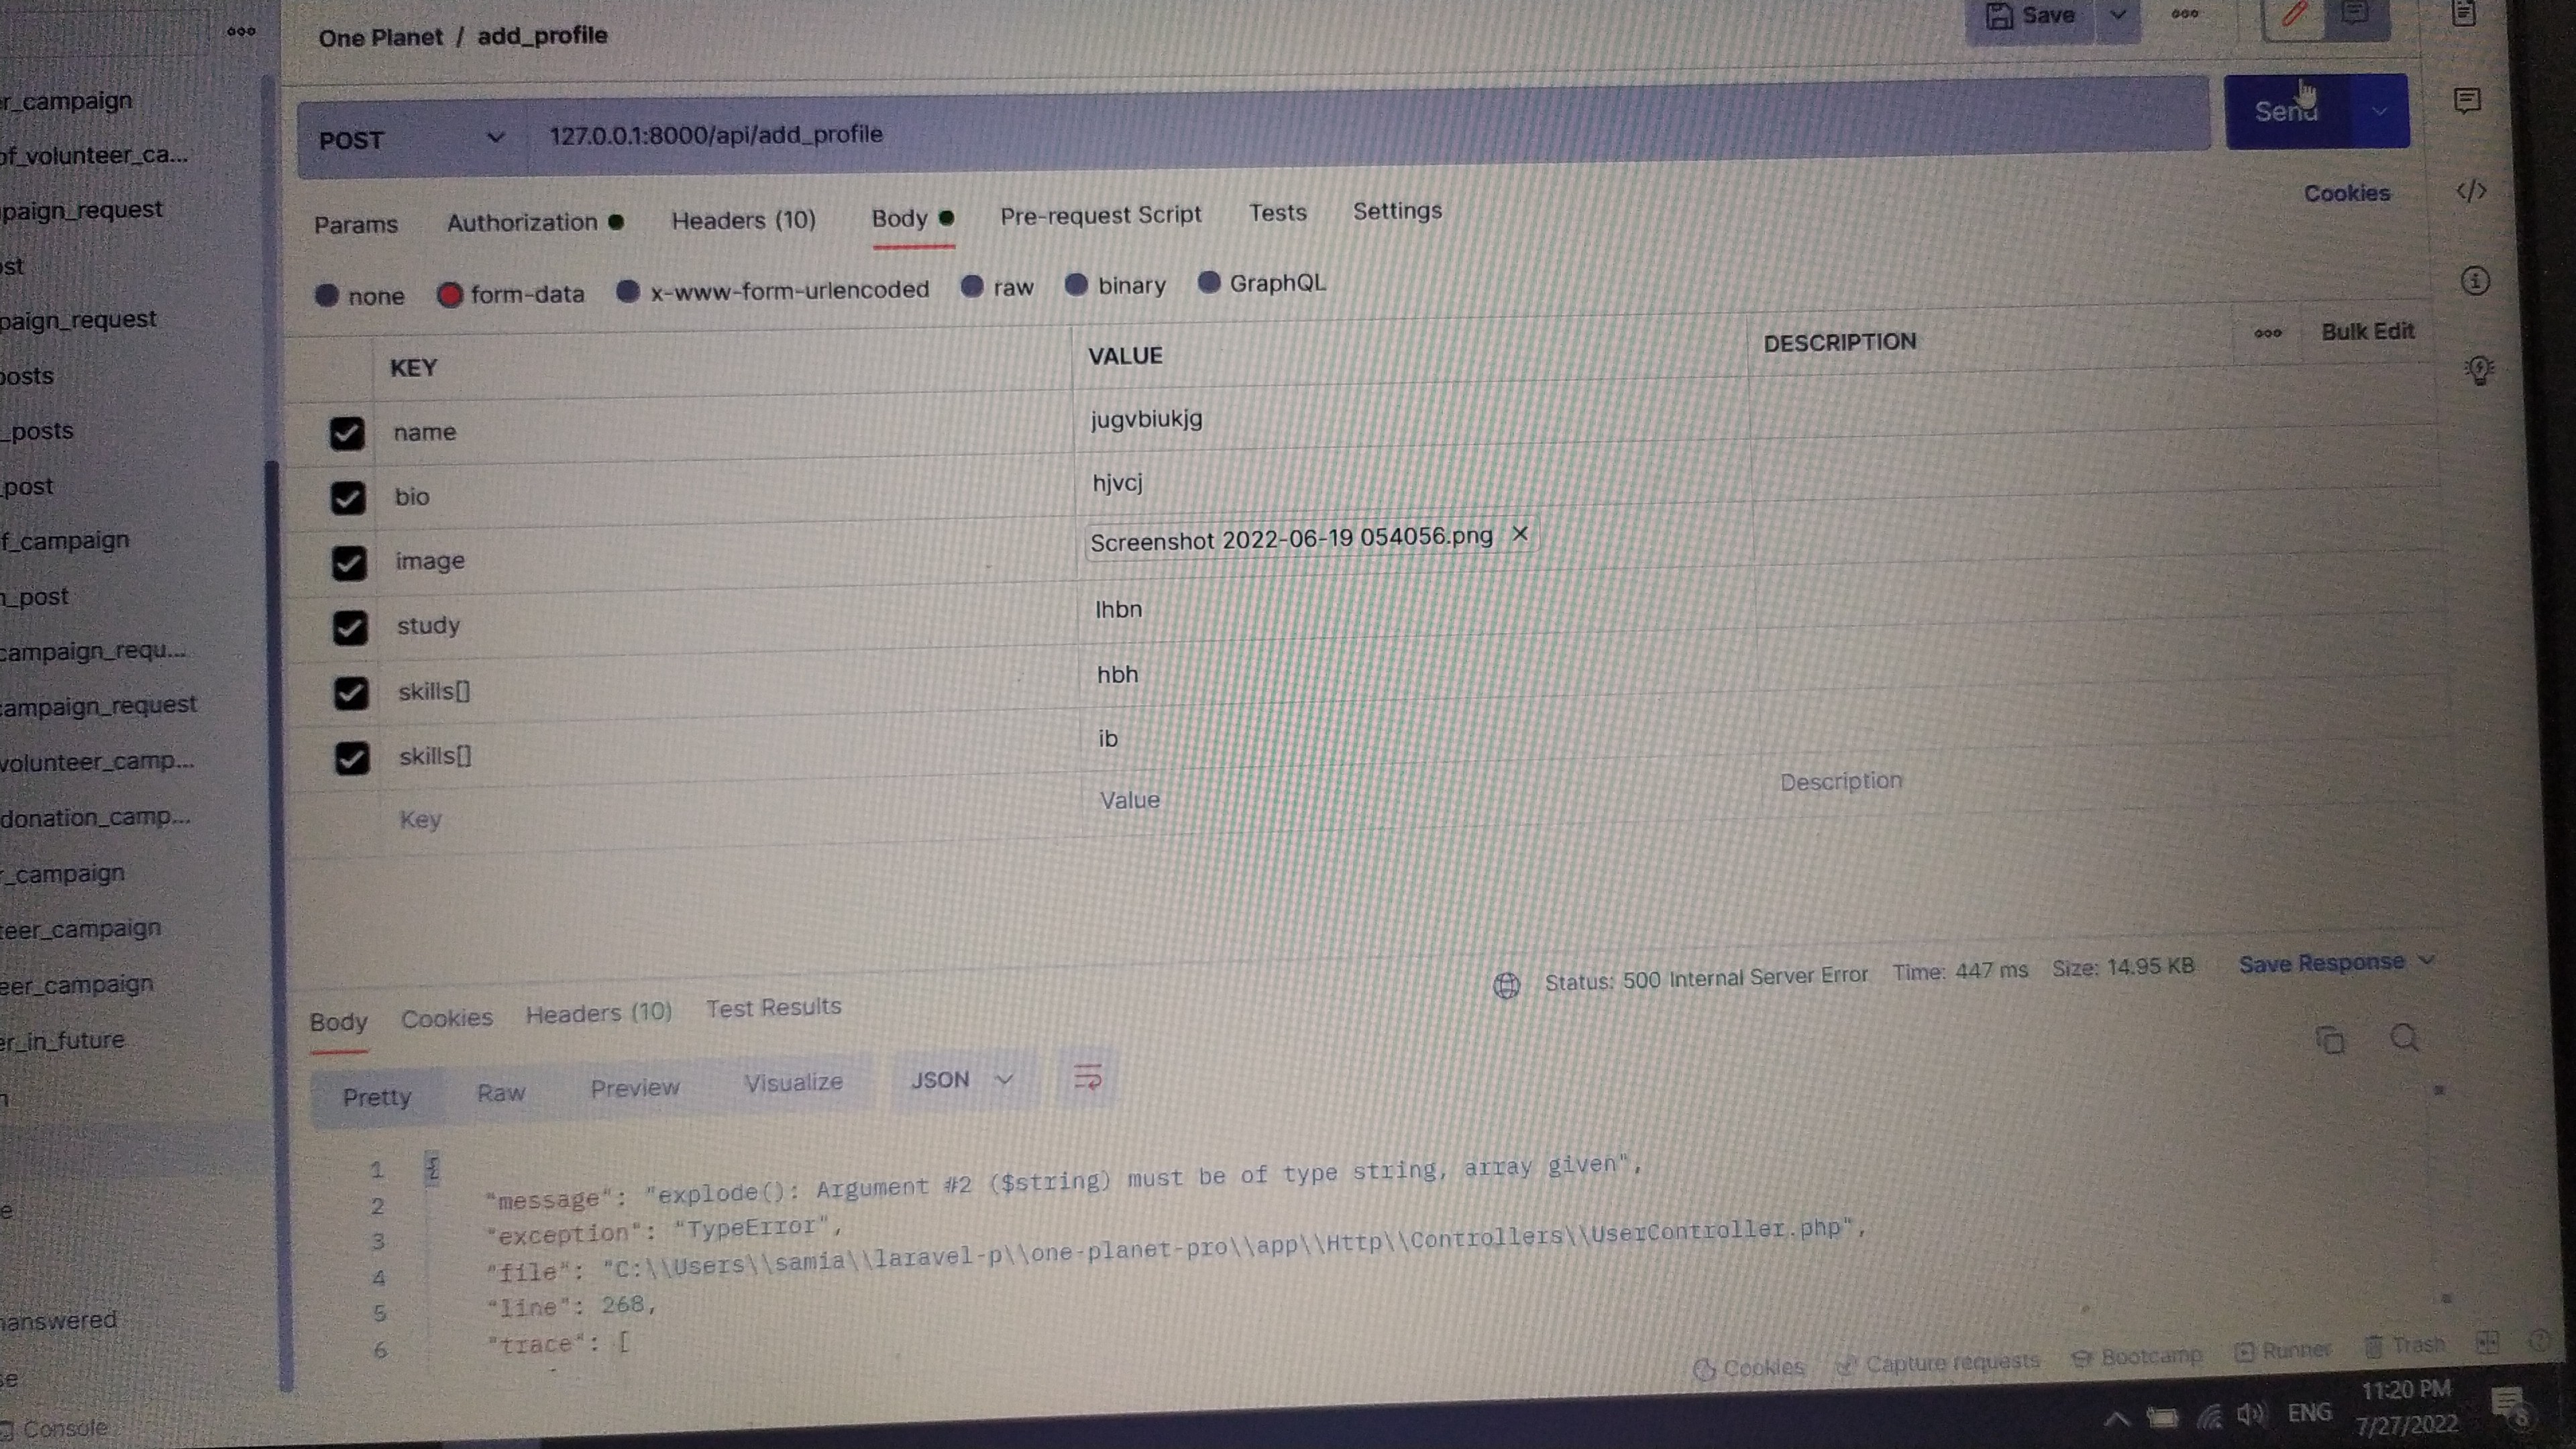 One Planet / add_profile
Save
r_campaign
of_volunteer_ca...
paign_request
st
paign_request
posts
_posts
_post
f_campaign
_post
campaign_requ...
campaign_request
volunteer_camp...
donation_camp...
r_campaign
teer_campaign
eer_campaign
er_in_future
n
e
nanswered
se
Console
POST
127.0.0.1:8000/api/add_profile
Send
Params
Authorization
Headers (10)
Body
Pre-request Script
Tests
Settings
Cookies
none
form-data
x-www-form-urlencoded
raw
binary
GraphQL
KEY
VALUE
DESCRIPTION
Bulk Edit
name
jugvbiukjg
bio
hjvcj
image
Screenshot 2022-06-19 054056.png
study
lhbn
skills[]
hbh
skills[]
ib
Key
Value
Description
Body
Cookies
Headers (10)
Test Results
Status: 500 Internal Server Error
Time: 447 ms
Size: 14.95 KB
Save Response
Pretty
Raw
Preview
Visualize
JSON
1 {
2 "message": "explode(): Argument #2 ($string) must be of type string, array given",
3 "exception": "TypeError",
4 "file": "C:\\Users\\samia\\laravel-p\\one-planet-pro\\app\\Http\\Controllers\\UserController.php",
5 "line": 268,
6 "trace": [
Cookies
Capture requests
Bootcamp
Runner
Trash
ENG
11:20 PM
7/27/2022